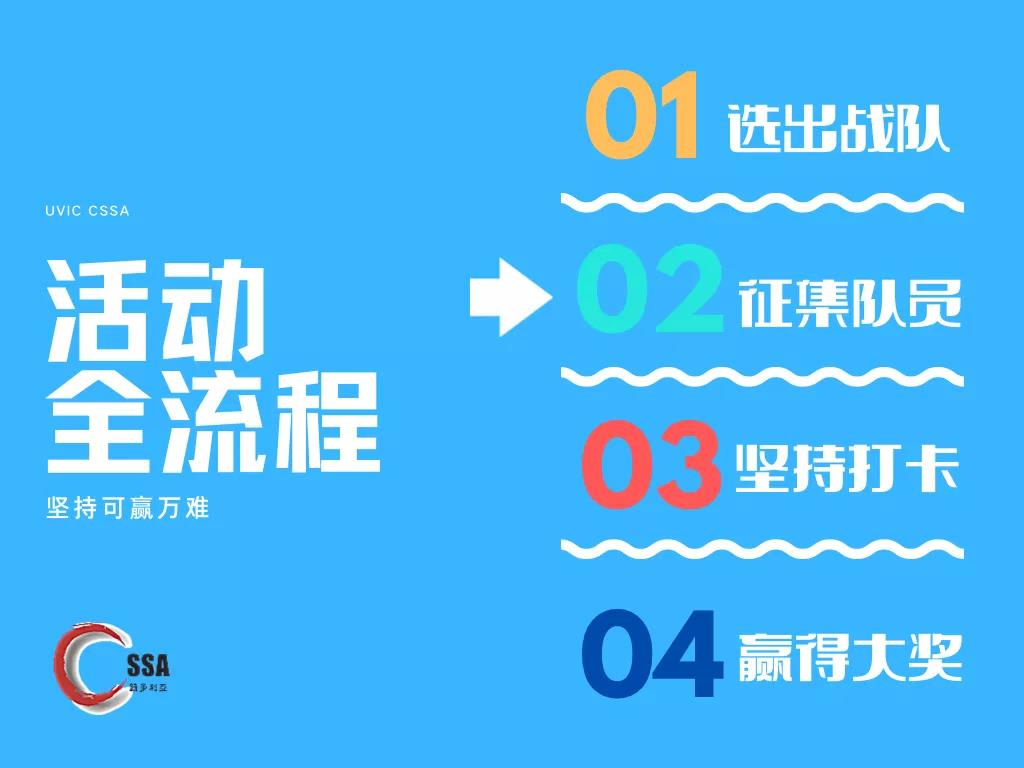 UVIC CSSA
活动
全流程
坚持可赢万难
01 选出战队
02 征集队员
03 坚持打卡
04 赢得大奖
CSSA
维多利亚